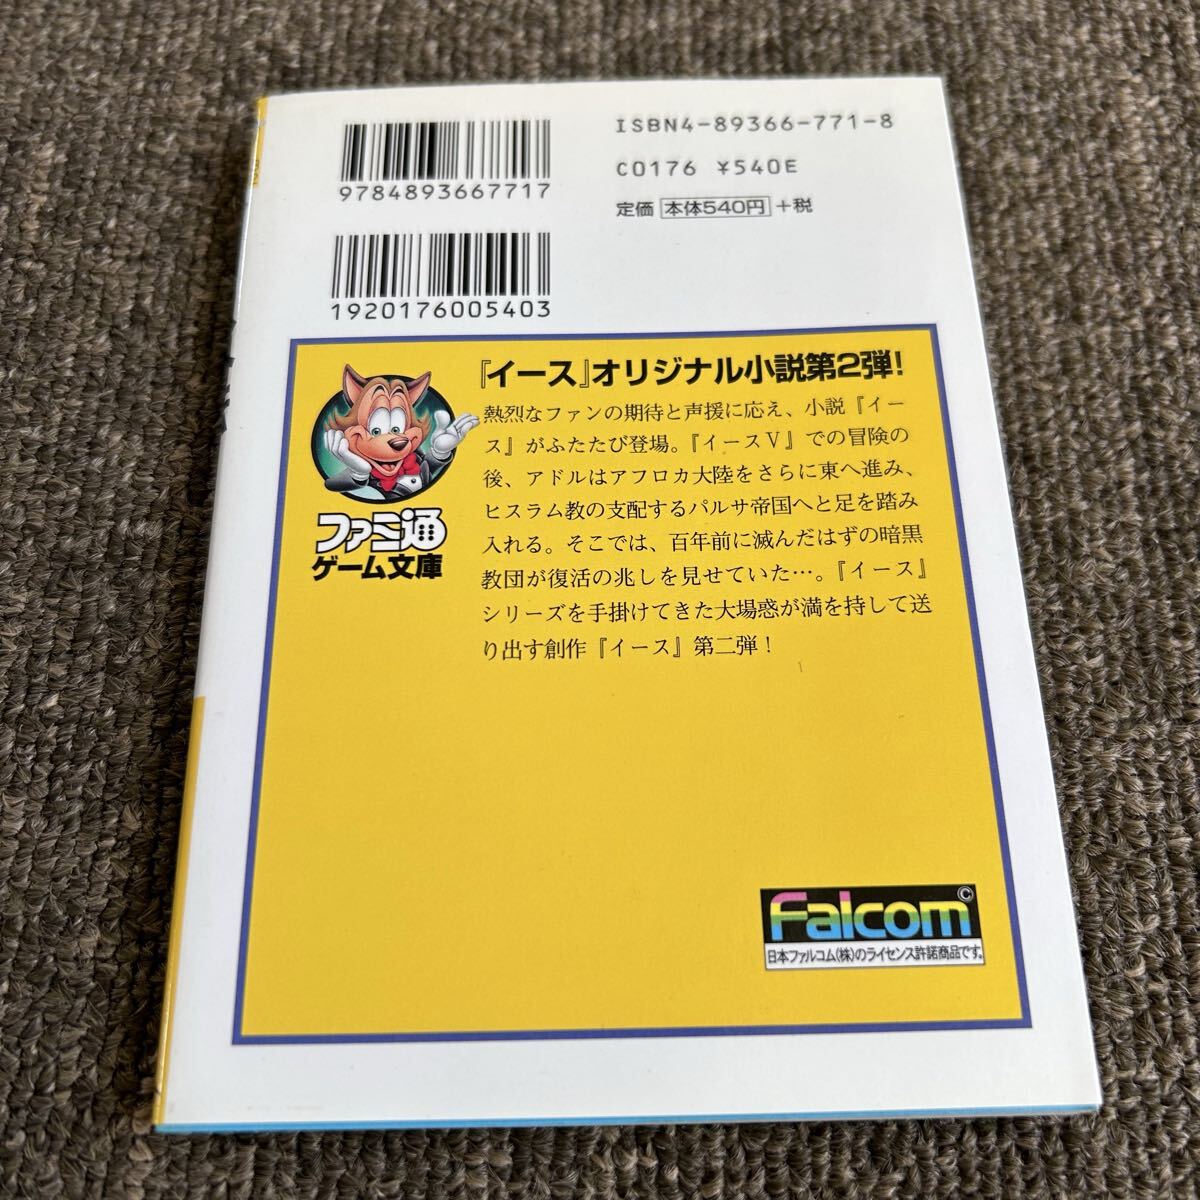 9784893667717
ISBN4-89366-771-8
C0176 ¥540E
定価 本体540円 +税
1920176005403
『イース』オリジナル小説第2弾!
熱烈なファンの期待と声援に応え、小説『イー
ス』がふたたび登場。『イースⅤ』での冒険の
後、アドルはアフロカ大陸をさらに東へ進み、
ヒスラム教の支配するパルサ帝国へと足を踏み
入れる。そこでは、百年前に滅んだはずの暗黒
教団が復活の兆しを見せていた…。『イース』
シリーズを手掛けてきた大場惑が満を持して送
り出す創作『イース』第二弾!
ファミ通
ゲーム文庫
Falcom ©
日本ファルコム(株)のライセンス許諾商品です。